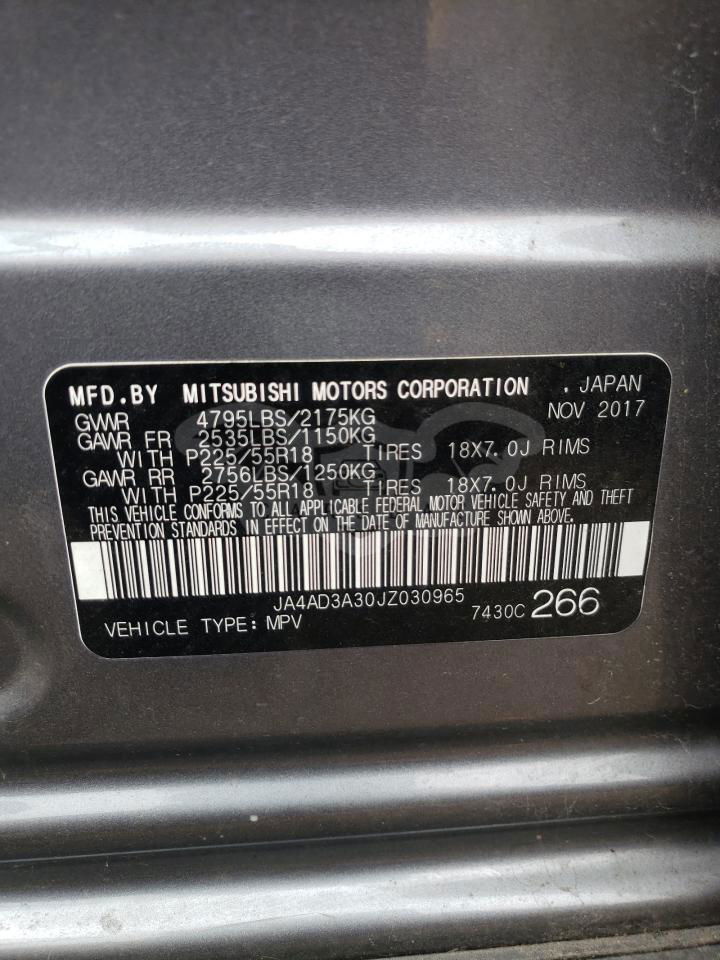 MFD.BY MITSUBISHI MOTORS CORPORATION . JAPAN
GVWR 4795LBS/2175KG NOV 2017
GAWR FR 2535LBS/1150KG
WITH P225/55R18 TIRES 18X7.0J RIMS
GAWR RR 2756LBS/1250KG
WITH P225/55R18 TIRES 18X7.0J RIMS
THIS VEHICLE CONFORMS TO ALL APPLICABLE FEDERAL MOTOR VEHICLE SAFETY AND THEFT
PREVENTION STANDARDS IN EFFECT ON THE DATE OF MANUFACTURE SHOWN ABOVE.
JA4AD3A30JZ030965
VEHICLE TYPE: MPV 7430C 266